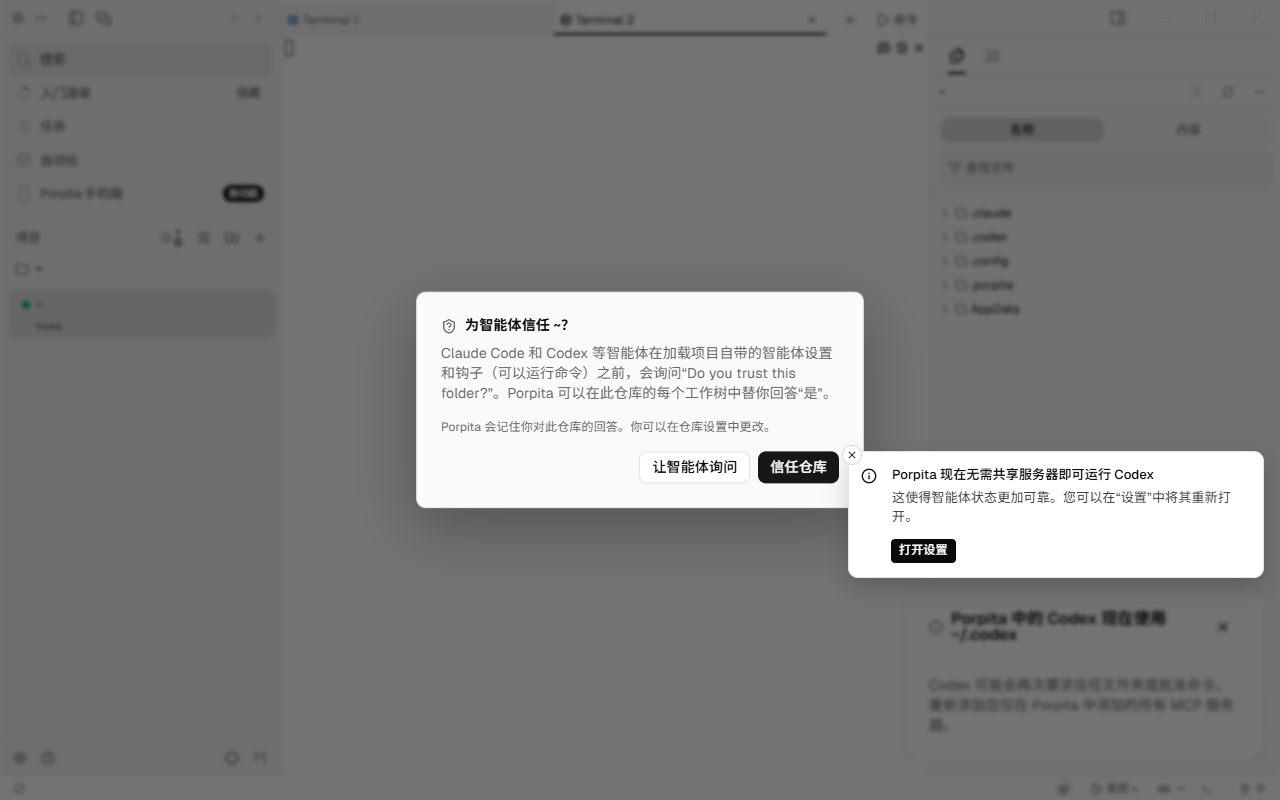 Terminal 1
Terminal 2
命令
搜索
入门清单
隐藏
任务
自动化
Porpita 手机端
项目
~
~
home
名称
内容
查找文件
.claude
.codex
.config
.porpita
AppData
为智能体信任 ~？
Claude Code 和 Codex 等智能体在加载项目自带的智能体设置
和钩子（可以运行命令）之前，会询问“Do you trust this
folder?”。Porpita 可以在此仓库的每个工作树中替你回答“是”。
Porpita 会记住你对此仓库的回答。你可以在仓库设置中更改。
让智能体询问
信任仓库
Porpita 现在无需共享服务器即可运行 Codex
这使得智能体状态更加可靠。您可以在“设置”中将其重新打
开。
打开设置
Porpita 中的 Codex 现在使用
~/.codex
Codex 可能会再次要求信任文件夹或批准命令。
重新添加您仅在 Porpita 中添加的所有 MCP 服务
器。